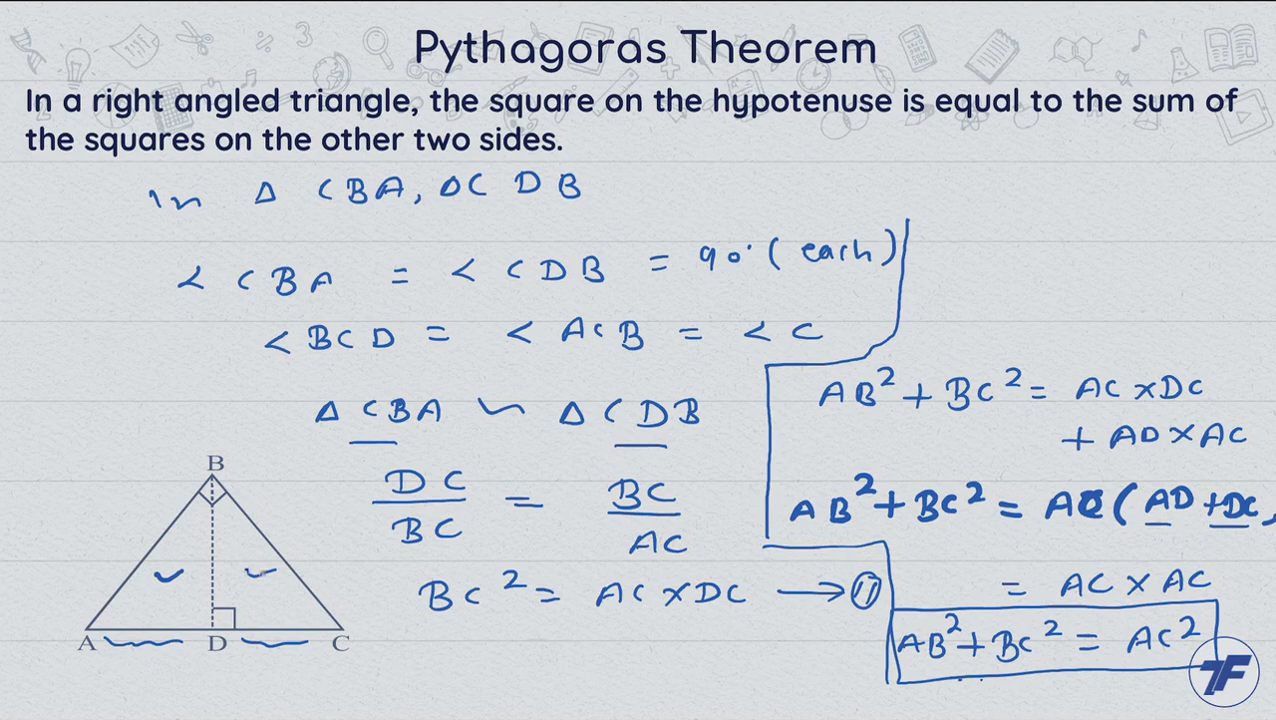 Pythagoras Theorem
In a right angled triangle, the square on the hypotenuse is equal to the sum of
the squares on the other two sides.
In Δ CBA, ΔC DB
< CBA = < CDB = 90° (each)
< BCD = < ACB = < C
Δ CBA ∽ Δ CDB
DC/BC = BC/AC
BC² = AC × DC → ⑪
AB² + BC² = AC × DC
+ AD × AC
AB² + BC² = AC (AD + DC)
= AC × AC
AB² + BC² = AC²
B
A D C
TF